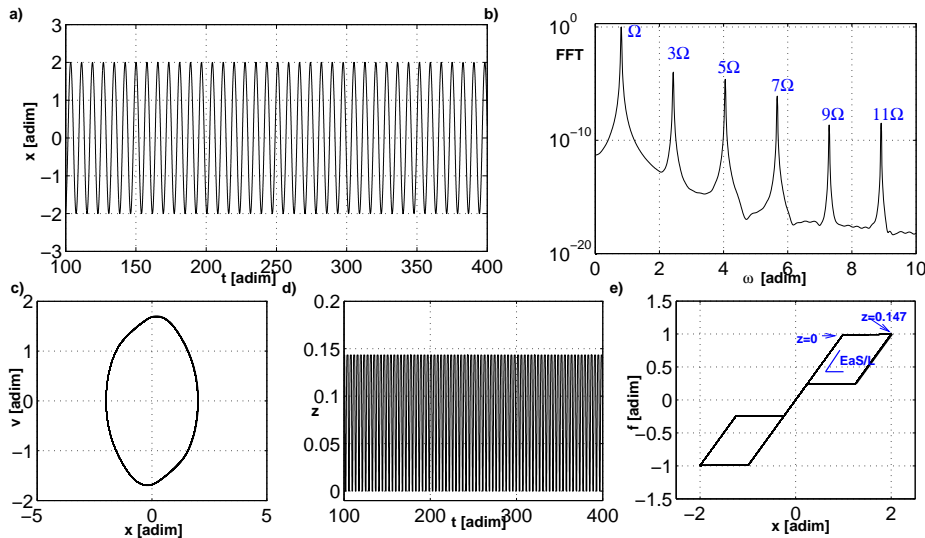 a)
3
2
1
0
−1
−2
−3
x [adim]
100 150 200 250 300 350 400
t [adim]
b)
10^0
10^−10
10^−20
FFT
Ω
3Ω
5Ω
7Ω
9Ω
11Ω
0 2 4 6 8 10
ω [adim]
c)
2
1
0
−1
−2
v [adim]
−5 0 5
x [adim]
d)
0.2
0.15
0.1
0.05
0
z
100 200 300 400
t [adim]
e)
1.5
1
0.5
0
−0.5
−1
−1.5
f [adim]
z=0.147
z=0
EaS/L
−2 0 2
x [adim]